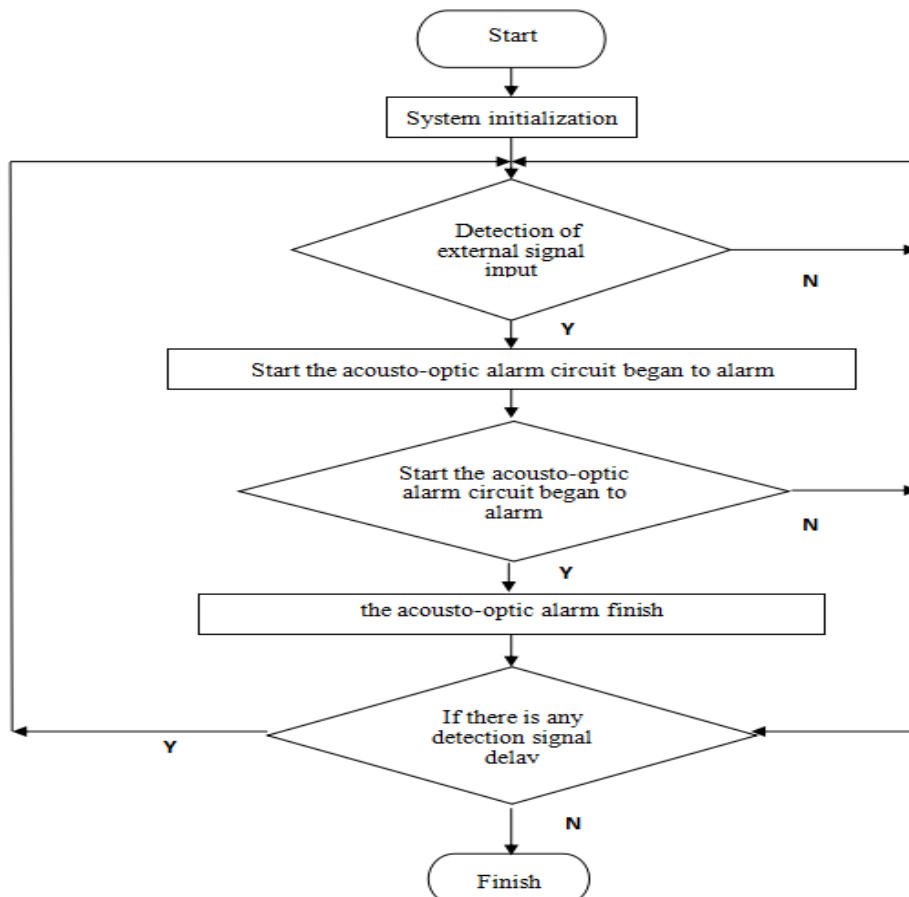 Start
System initialization
Detection of
external signal
input
N
Y
Start the acousto-optic alarm circuit began to alarm
Start the acousto-optic
alarm circuit began to
alarm
N
Y
the acousto-optic alarm finish
If there is any
detection signal
delay
Y
N
Finish